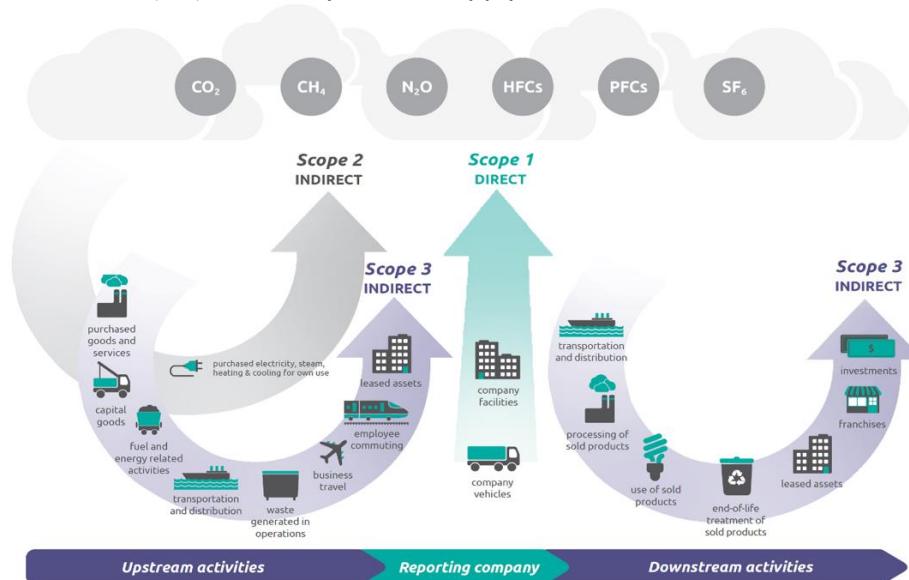 CO₂
CH₄
N₂O
HFCs
PFCs
SF₆
Scope 2
INDIRECT
Scope 1
DIRECT
Scope 3
INDIRECT
Scope 3
INDIRECT
purchased
goods and
services
capital
goods
fuel and
energy related
activities
purchased electricity, steam,
heating & cooling for own use
transportation
and distribution
waste
generated in
operations
business
travel
employee
commuting
leased assets
company
facilities
company
vehicles
transportation
and distribution
processing of
sold products
use of sold
products
end-of-life
treatment of
sold products
leased assets
franchises
$
investments
Upstream activities
Reporting company
Downstream activities